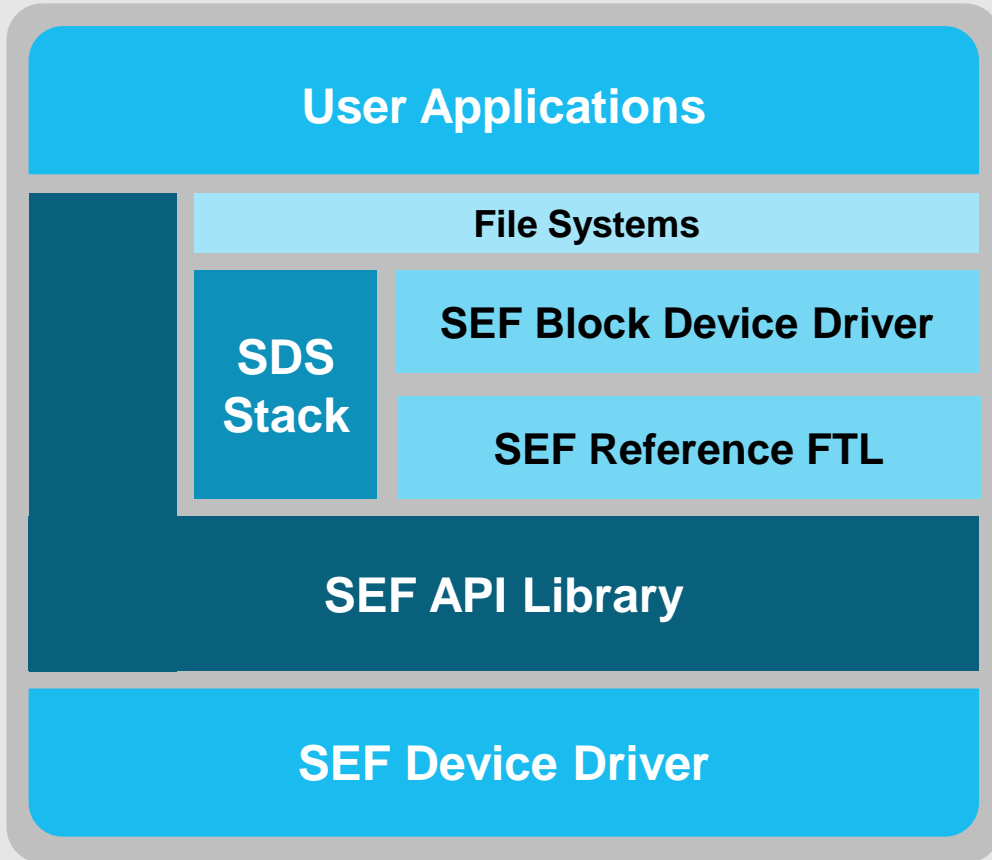 User Applications
File Systems
SDS
Stack
SEF Block Device Driver
SEF Reference FTL
SEF API Library
SEF Device Driver